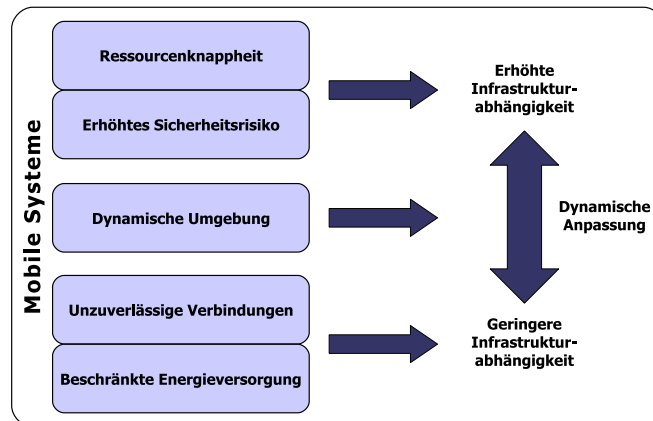 Mobile Systeme
Ressourcenknappheit
Erhöhtes Sicherheitsrisiko
Erhöhte
Infrastruktur-
abhängigkeit
Dynamische Umgebung
Dynamische
Anpassung
Unzuverlässige Verbindungen
Beschränkte Energieversorgung
Geringere
Infrastruktur-
abhängigkeit